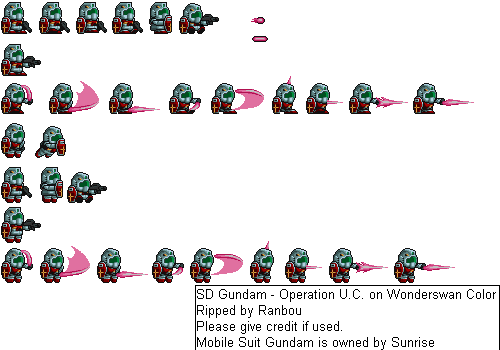 SD Gundam - Operation U.C. on Wonderswan Color
Ripped by Ranbou
Please give credit if used.
Mobile Suit Gundam is owned by Sunrise